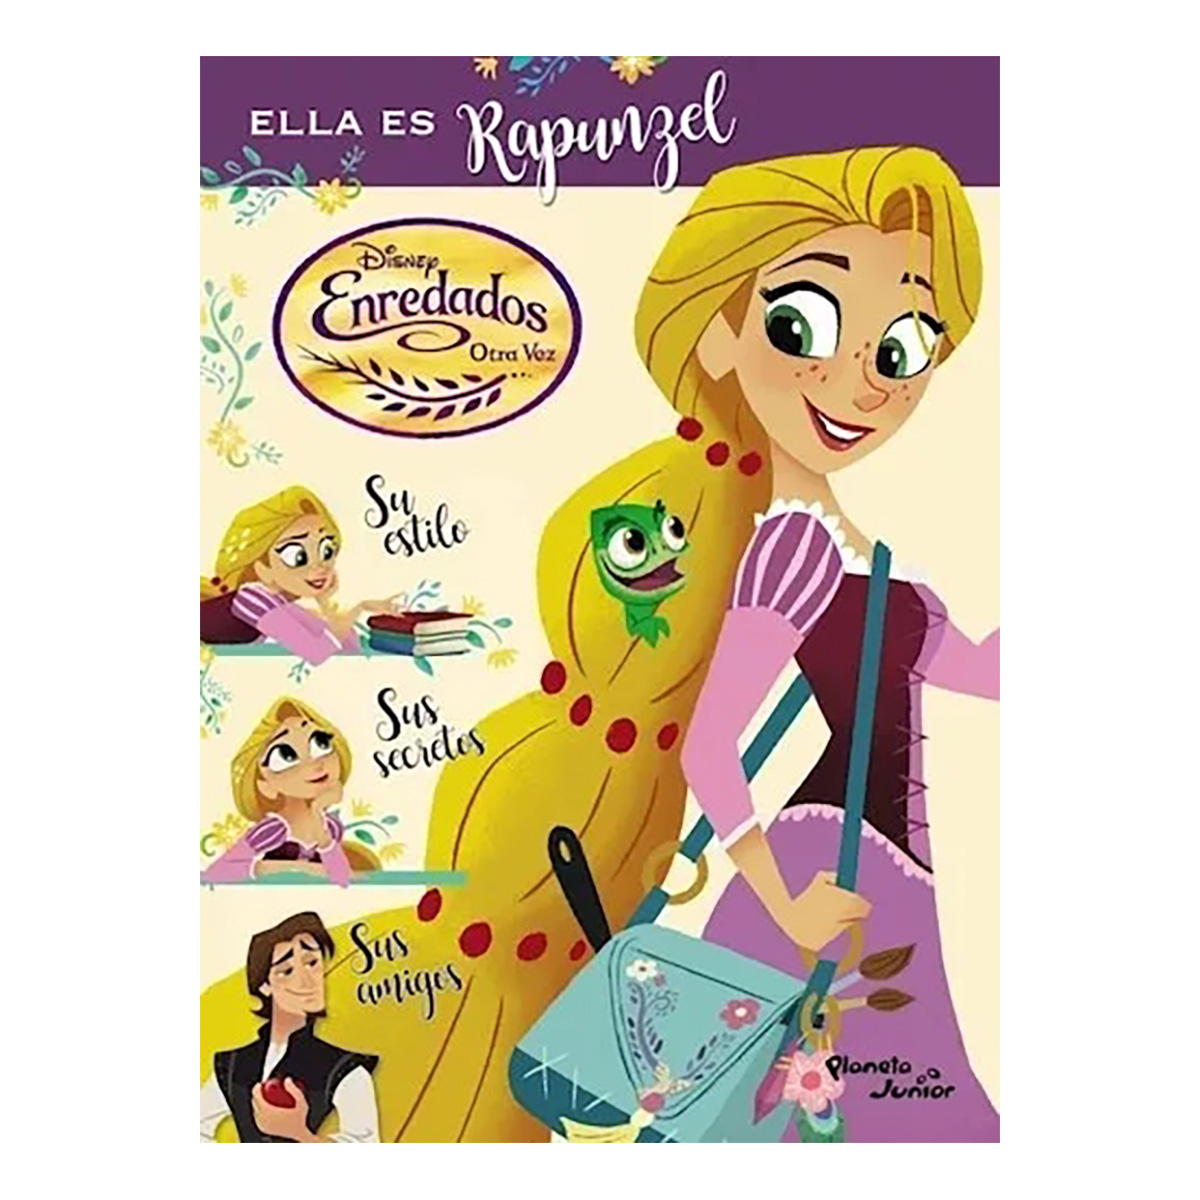 ELLA ES Rapunzel
Disney
Enredados
Otra Vez
Su
estilo
Sus
secretos
Sus
amigos
Planeta
Junior